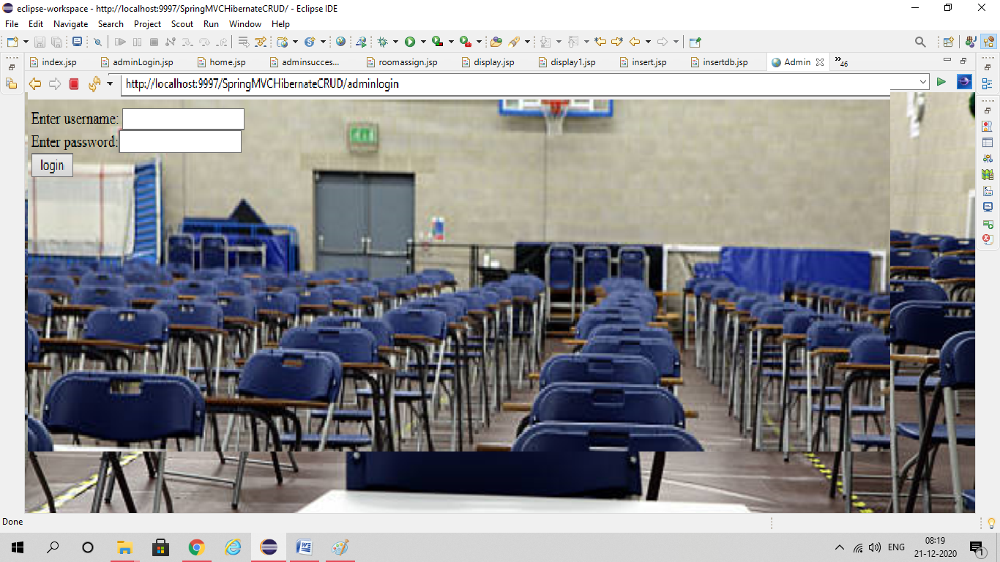 eclipse-workspace - http://localhost:9997/SpringMVCHibernateCRUD/ - Eclipse IDE
File Edit Navigate Search Project Scout Run Window Help
index.jsp adminLogin.jsp home.jsp adminsucces... roomassign.jsp display.jsp display1.jsp insert.jsp insertdb.jsp Admin »46
http://localhost:9997/SpringMVCHibernateCRUD/adminlogin
Enter username:
Enter password:
login
Done
08:19
ENG
21-12-2020
1